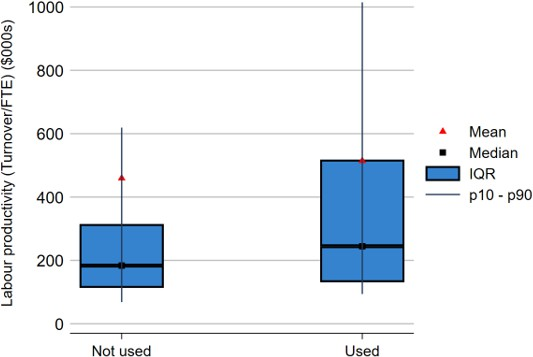 Labour productivity (Turnover/FTE) ($000s)
1000
800
600
400
200
0
Not used
Used
Mean
Median
IQR
p10 - p90